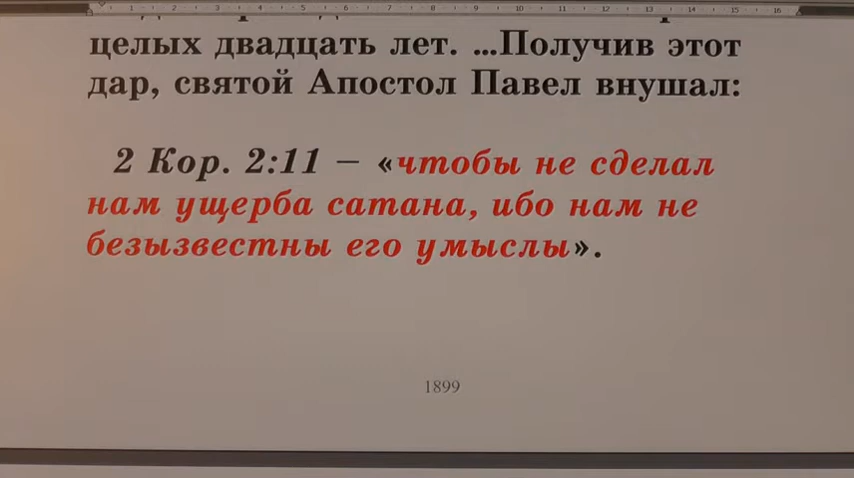 целых двадцать лет. ...Получив этот
дар, святой Апостол Павел внушал:
2 Кор. 2:11 – «чтобы не сделал
нам ущерба сатана, ибо нам не
безызвестны его умыслы».
1899